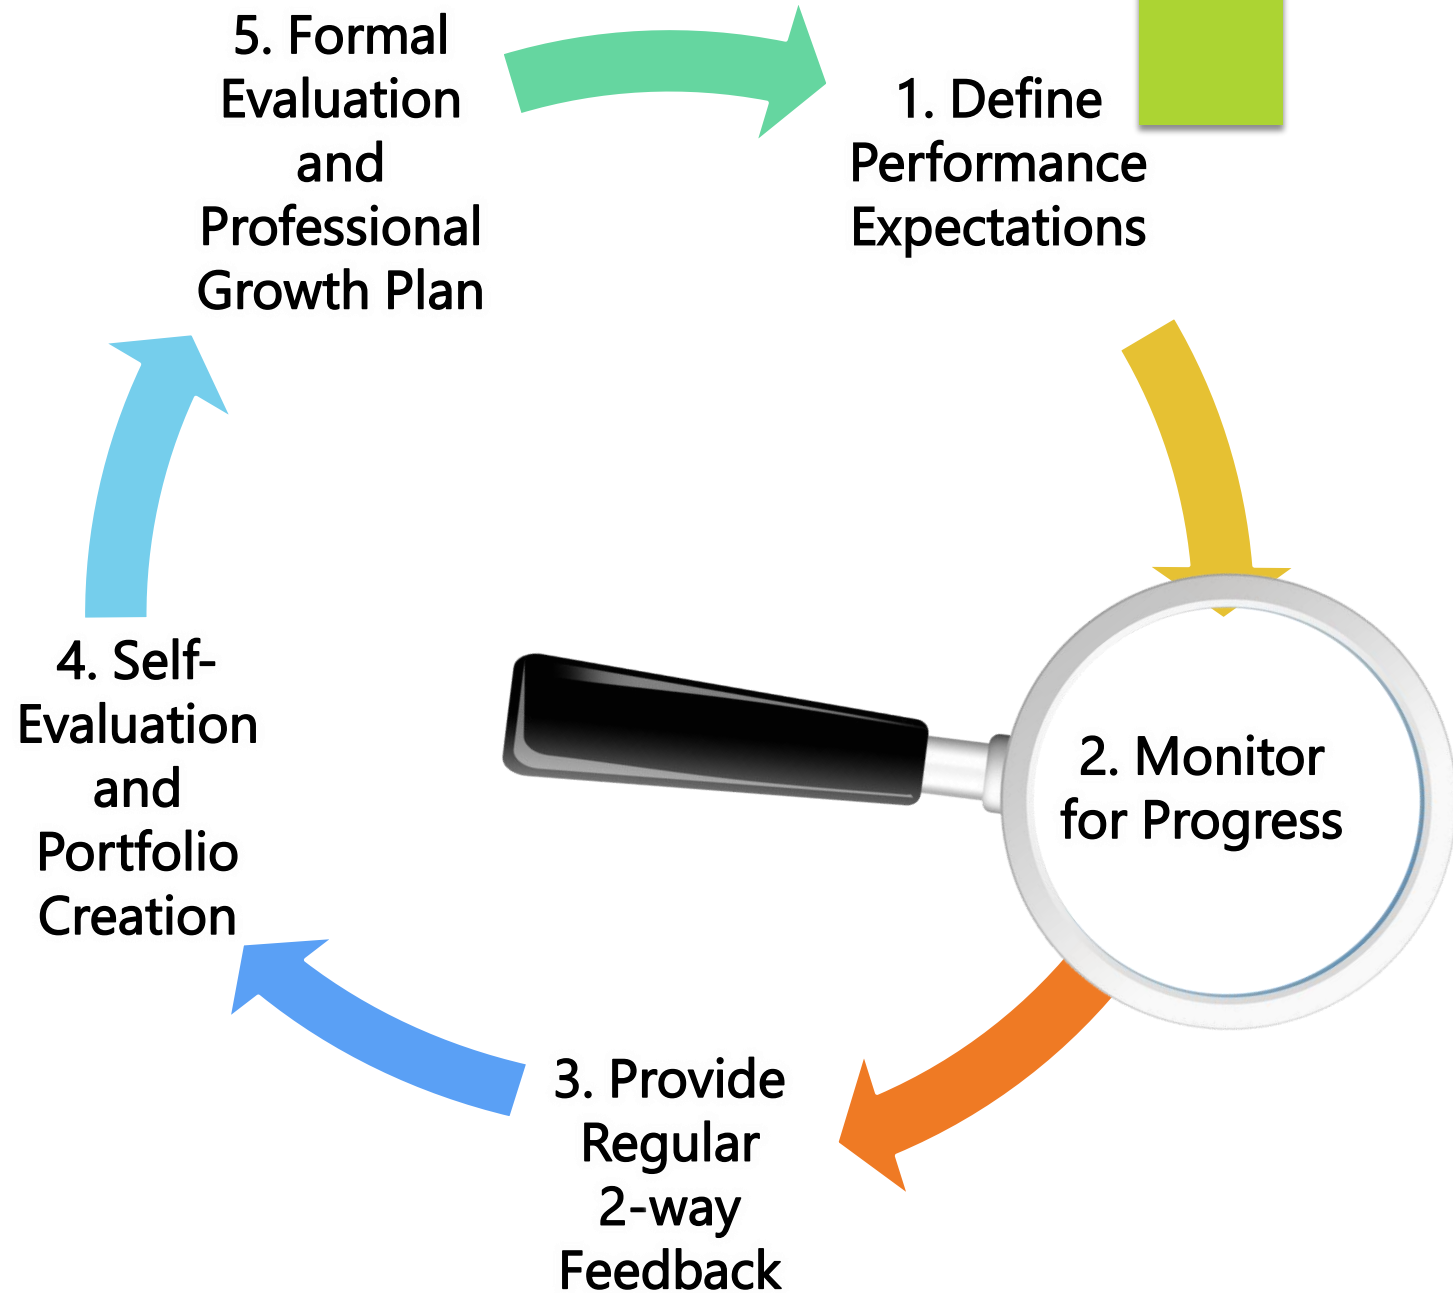 1. Define
Performance
Expectations
2. Monitor
for Progress
3. Provide
Regular
2-way
Feedback
4. Self-
Evaluation
and
Portfolio
Creation
5. Formal
Evaluation
and
Professional
Growth Plan